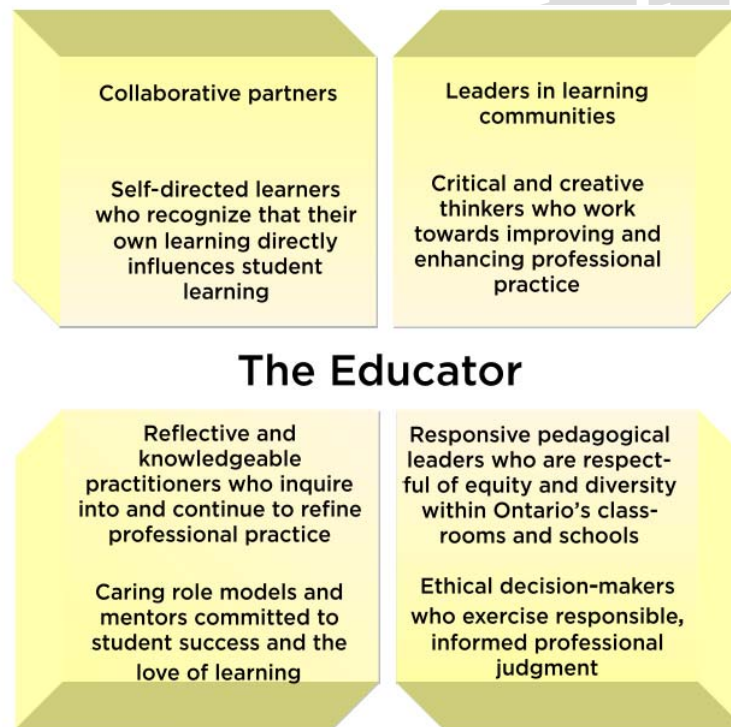 Collaborative partners
Self-directed learners
who recognize that their
own learning directly
influences student
learning
Leaders in learning
communities
Critical and creative
thinkers who work
towards improving and
enhancing professional
practice
The Educator
Reflective and
knowledgeable
practitioners who inquire
into and continue to refine
professional practice
Caring role models and
mentors committed to
student success and the
love of learning
Responsive pedagogical
leaders who are respect-
ful of equity and diversity
within Ontario's class-
rooms and schools
Ethical decision-makers
who exercise responsible,
informed professional
judgment